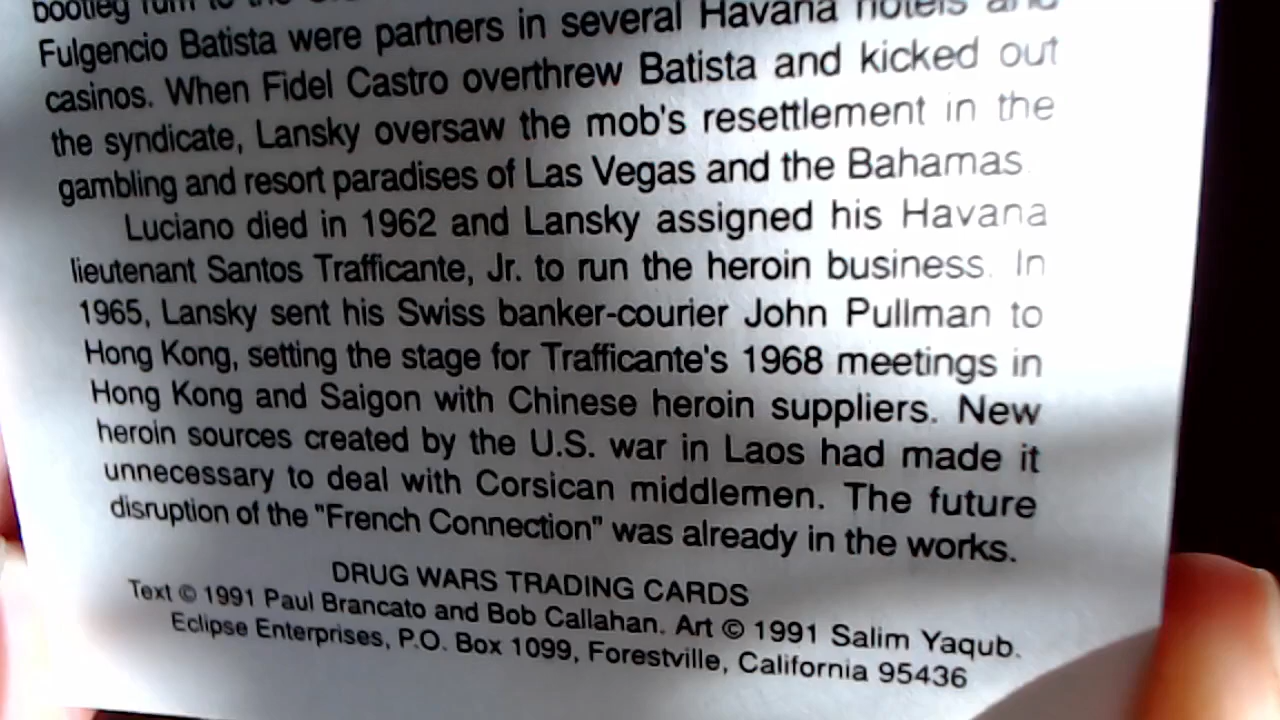 bootleg rum to the
Fulgencio Batista were partners in several Havana hotels and
casinos. When Fidel Castro overthrew Batista and kicked out
the syndicate, Lansky oversaw the mob's resettlement in the
gambling and resort paradises of Las Vegas and the Bahamas.
Luciano died in 1962 and Lansky assigned his Havana
lieutenant Santos Trafficante, Jr. to run the heroin business. In
1965, Lansky sent his Swiss banker-courier John Pullman to
Hong Kong, setting the stage for Trafficante's 1968 meetings in
Hong Kong and Saigon with Chinese heroin suppliers. New
heroin sources created by the U.S. war in Laos had made it
unnecessary to deal with Corsican middlemen. The future
disruption of the "French Connection" was already in the works.
DRUG WARS TRADING CARDS
Text © 1991 Paul Brancato and Bob Callahan. Art © 1991 Salim Yaqub.
Eclipse Enterprises, P.O. Box 1099, Forestville, California 95436